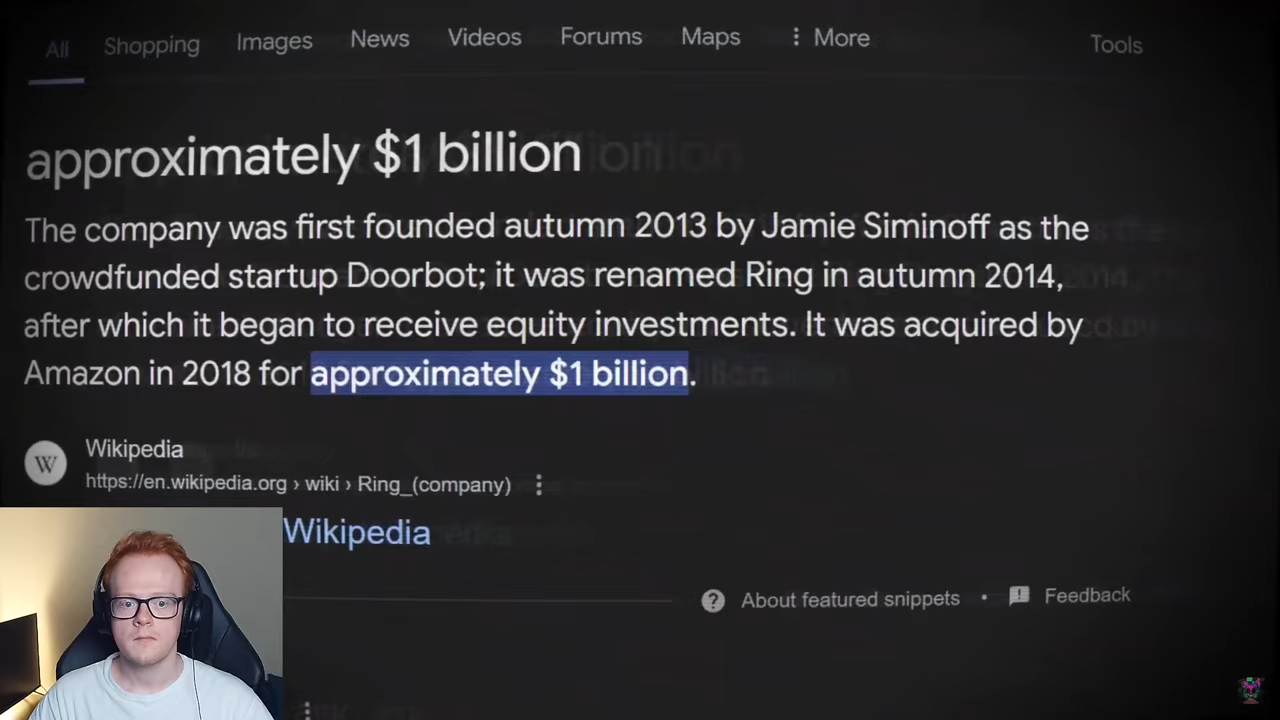 All Shopping Images News Videos Forums Maps More Tools
approximately $1 billion
The company was first founded autumn 2013 by Jamie Siminoff as the
crowdfunded startup Doorbot; it was renamed Ring in autumn 2014,
after which it began to receive equity investments. It was acquired by
Amazon in 2018 for approximately $1 billion.
W
Wikipedia
https://en.wikipedia.org › wiki › Ring_(company)
Wikipedia
About featured snippets • Feedback